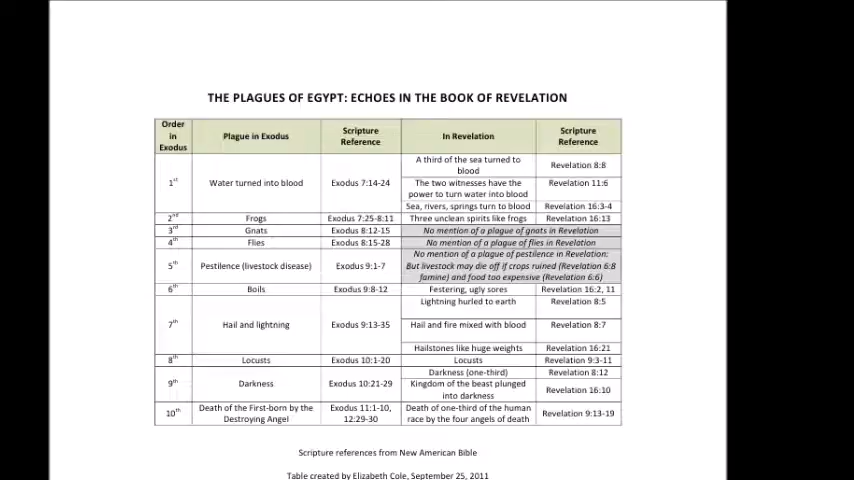 THE PLAGUES OF EGYPT: ECHOES IN THE BOOK OF REVELATION
Order in Exodus | Plague in Exodus | Scripture Reference | In Revelation | Scripture Reference
1st | Water turned into blood | Exodus 7:14-24 | A third of the sea turned to blood | Revelation 8:8
The two witnesses have the power to turn water into blood | Revelation 11:6
Sea, rivers, springs turn to blood | Revelation 16:3-4
2nd | Frogs | Exodus 7:25-8:11 | Three unclean spirits like frogs | Revelation 16:13
3rd | Gnats | Exodus 8:12-15 | No mention of a plague of gnats in Revelation
4th | Flies | Exodus 8:15-28 | No mention of a plague of flies in Revelation
5th | Pestilence (livestock disease) | Exodus 9:1-7 | No mention of a plague of pestilence in Revelation; But livestock may die off if crops ruined (Revelation 6:8 famine) and food too expensive (Revelation 6:6)
6th | Boils | Exodus 9:8-12 | Festering, ugly sores | Revelation 16:2, 11
7th | Hail and lightning | Exodus 9:13-35 | Lightning hurled to earth | Revelation 8:5
Hail and fire mixed with blood | Revelation 8:7
Hailstones like huge weights | Revelation 16:21
8th | Locusts | Exodus 10:1-20 | Locusts | Revelation 9:3-11
9th | Darkness | Exodus 10:21-29 | Darkness (one-third) | Revelation 8:12
Kingdom of the beast plunged into darkness | Revelation 16:10
10th | Death of the First-born by the Destroying Angel | Exodus 11:1-10, 12:29-30 | Death of one-third of the human race by the four angels of death | Revelation 9:13-19
Scripture references from New American Bible
Table created by Elizabeth Cole, September 25, 2011